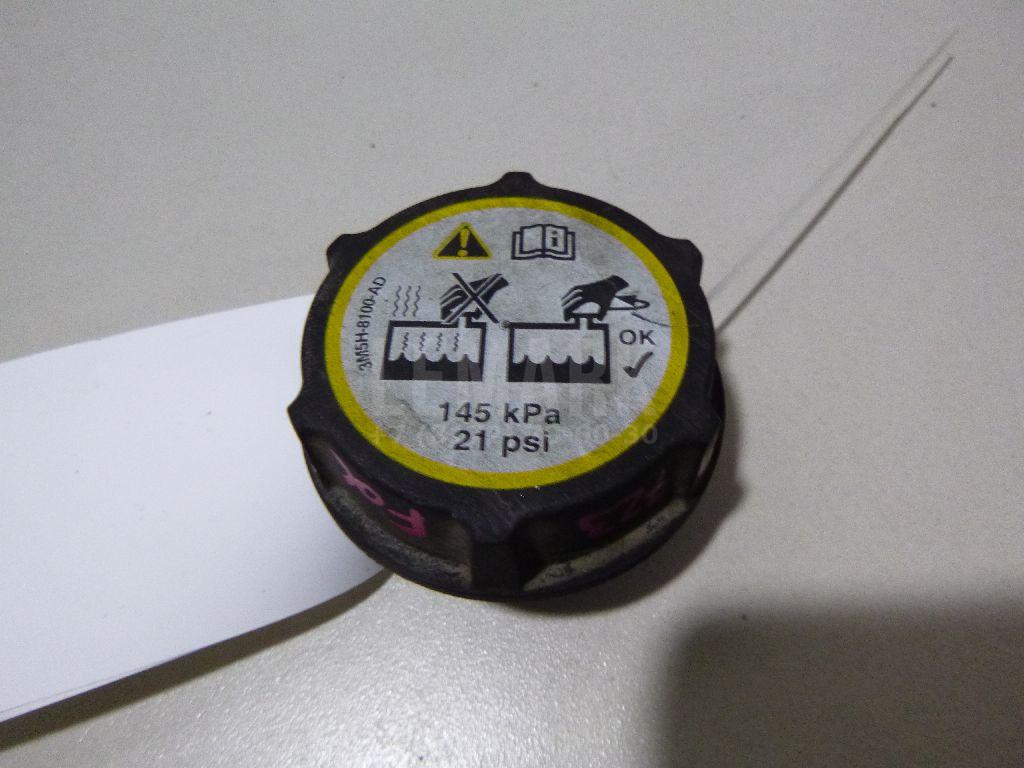 3M5H-8100-AD
OK
145 kPa
21 psi